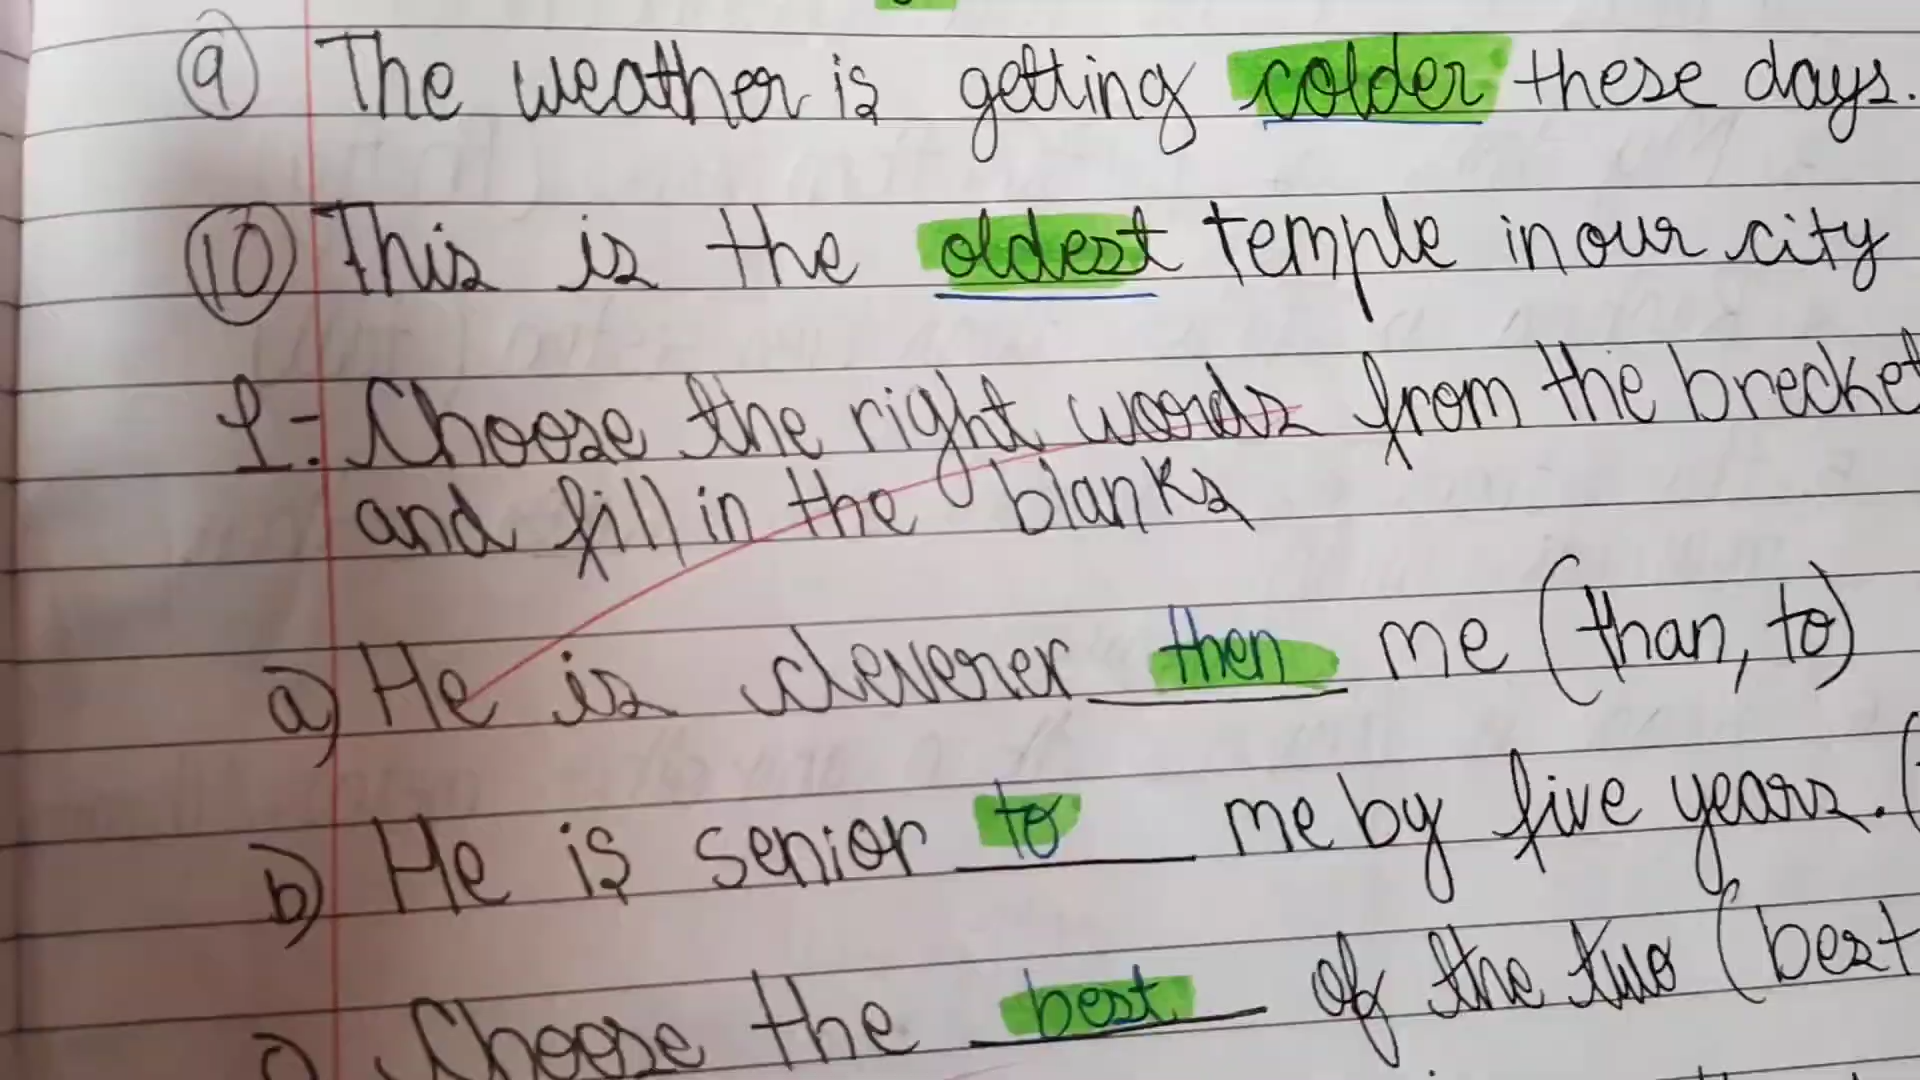 9 The weather is getting colder these days.
10 This is the oldest temple in our city
f:- Choose the right words from the brecket
and fill in the blanks
a) He is cleverer then me (than, to)
b) He is senior to me by five years. (
Choose the best of the two (best